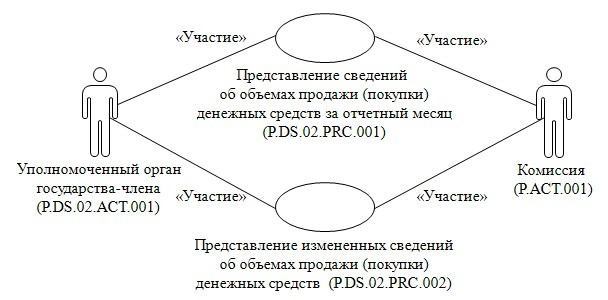 «Участие»
«Участие»
Представление сведений
об объемах продажи (покупки)
денежных средств за отчетный месяц
(P.DS.02.PRC.001)
Уполномоченный орган
государства-члена
(P.DS.02.ACT.001)
Комиссия
(P.ACT.001)
«Участие»
«Участие»
Представление измененных сведений
об объемах продажи (покупки)
денежных средств (P.DS.02.PRC.002)